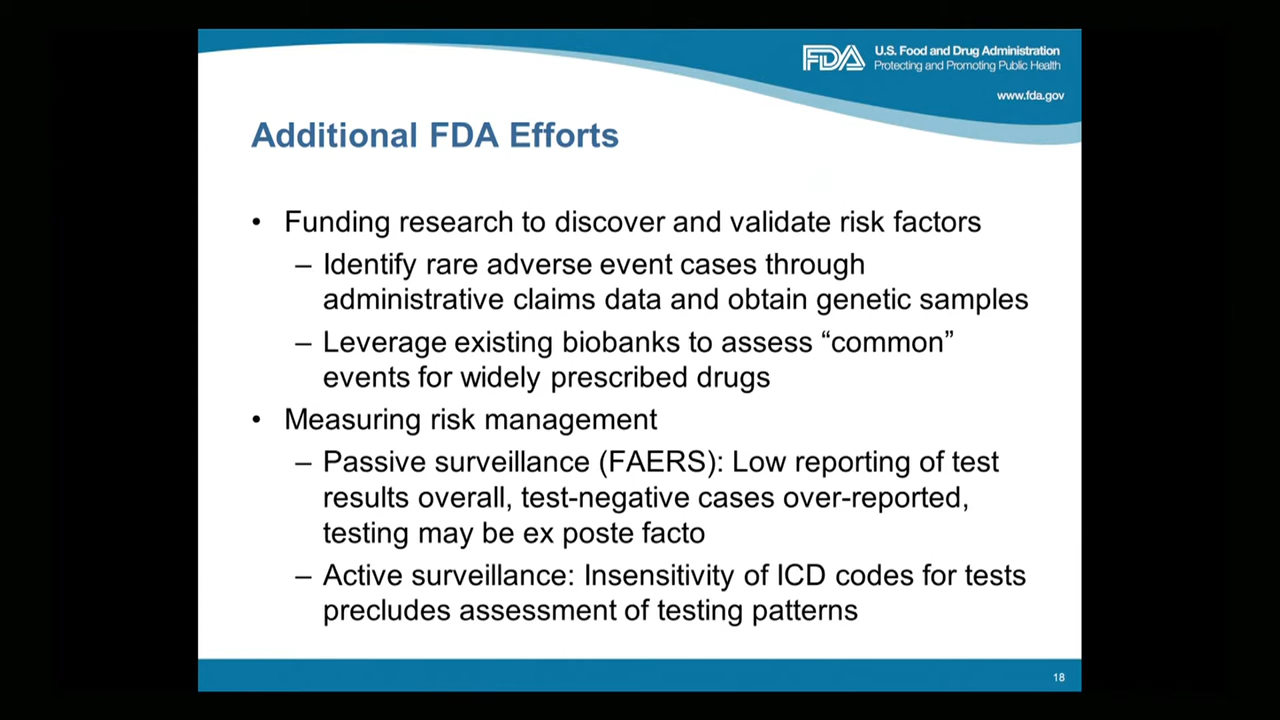 FDA U.S. Food and Drug Administration
Protecting and Promoting Public Health
www.fda.gov
Additional FDA Efforts
• Funding research to discover and validate risk factors
– Identify rare adverse event cases through
administrative claims data and obtain genetic samples
– Leverage existing biobanks to assess “common”
events for widely prescribed drugs
• Measuring risk management
– Passive surveillance (FAERS): Low reporting of test
results overall, test-negative cases over-reported,
testing may be ex poste facto
– Active surveillance: Insensitivity of ICD codes for tests
precludes assessment of testing patterns
18